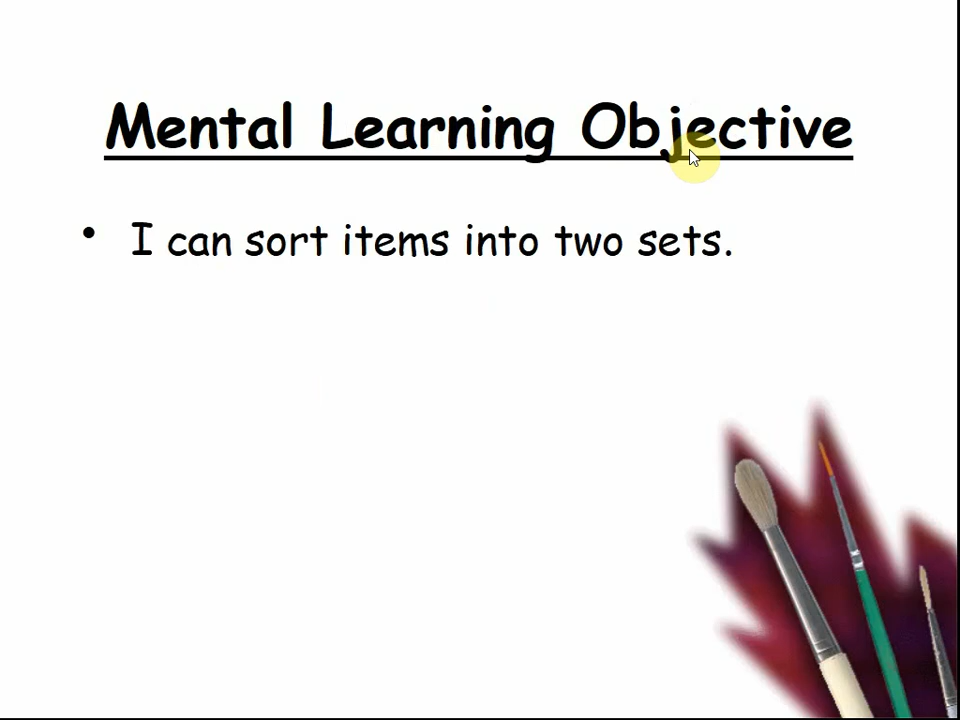 Mental Learning Objective
• I can sort items into two sets.